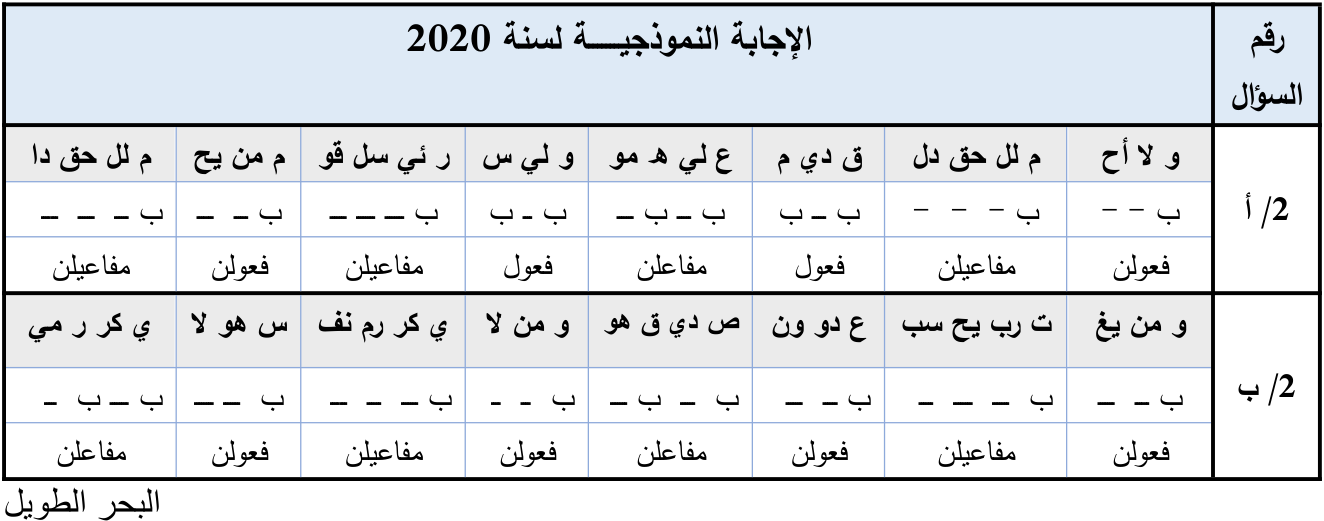 رقم السؤال الإجابة النموذجيـــــة لسنة 2020
2/ أ
و لا أح م لل حق دل ق دي م ع لي هـ مو و لي س ر ئي سل قو م من يح م لل حق دا
ب – – ب – – – ب – ب ب – ب – ب - ب ب – – – ب – – ب – – –
فعولن مفاعيلن فعول مفاعلن فعول مفاعيلن فعولن مفاعيلن
2/ ب
و من يغ ت رب يح سب ع دو ون ص دي ق هو و من لا ي كر رم نف س هو لا ي كر ر مي
ب – – ب – – – ب – – ب – ب – ب - - ب – – – ب – – ب – ب -
فعولن مفاعيلن فعولن مفاعلن فعولن مفاعيلن فعولن مفاعلن
البحر الطويل